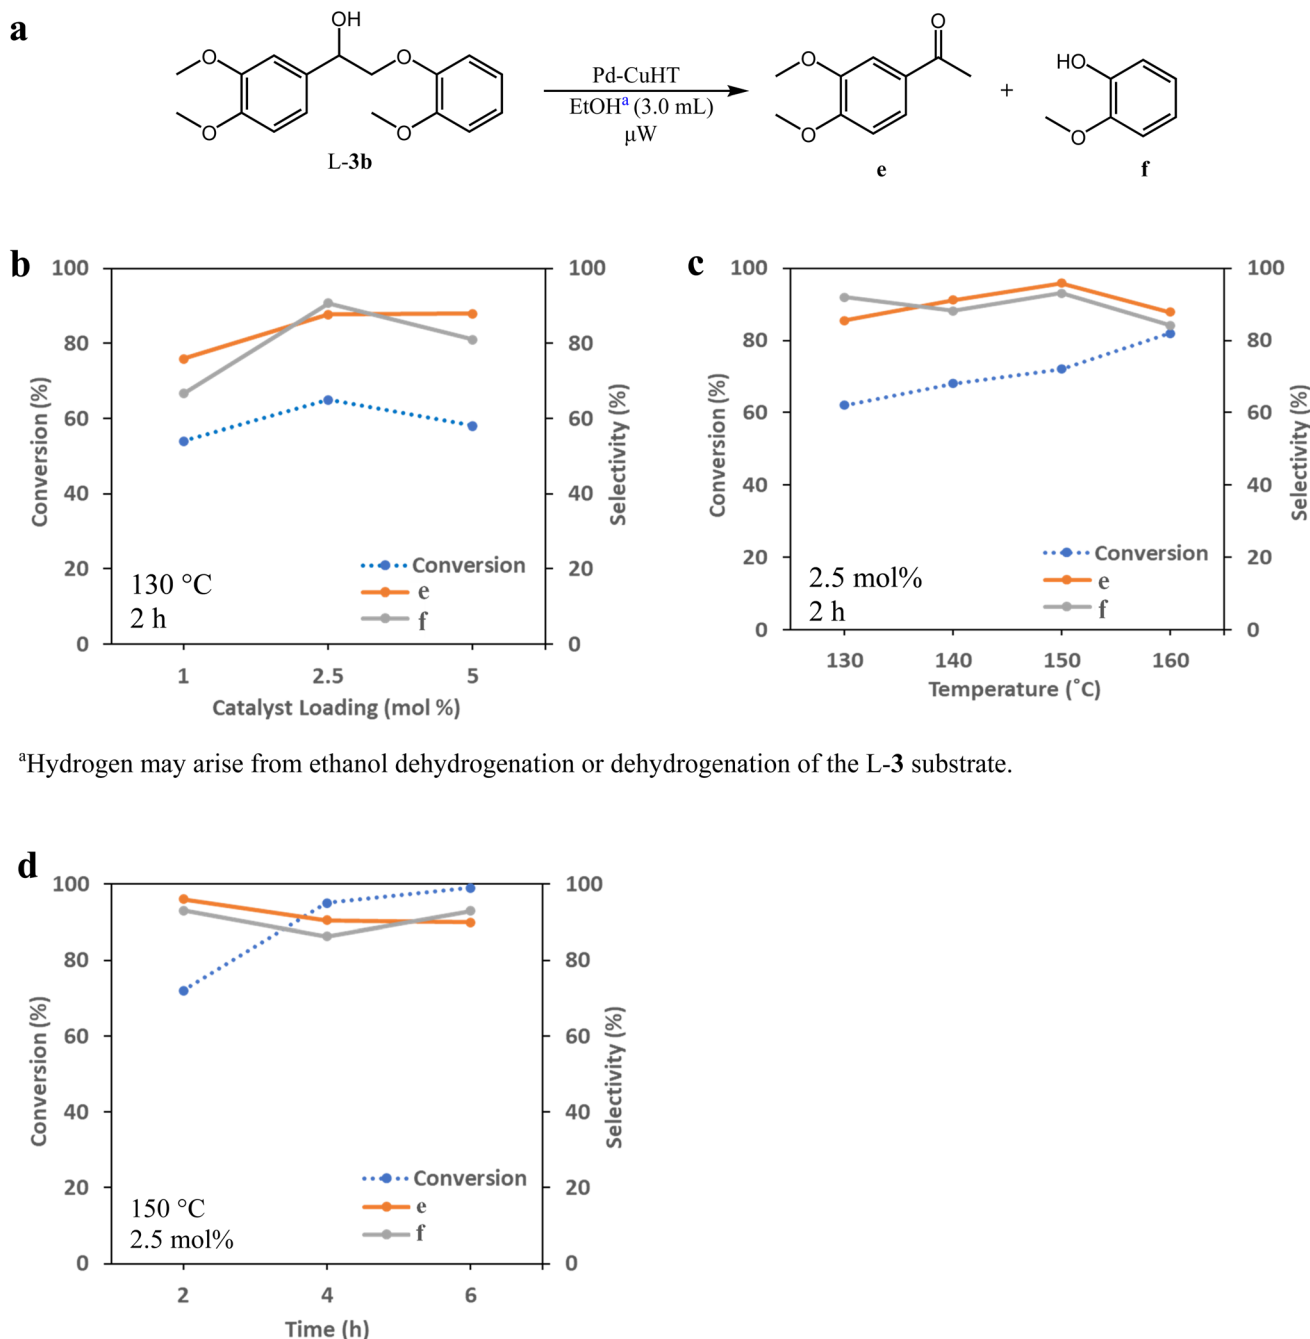 a
OH
O
O
O
O
L-3b
Pd-CuHT
EtOHᵃ (3.0 mL)
μW
O
O
O
e
+
HO
O
f
b
100
80
60
40
20
0
Conversion (%)
100
80
60
40
20
0
Selectivity (%)
Conversion
e
f
130 °C
2 h
1 2.5 5
Catalyst Loading (mol %)
c
100
80
60
40
20
0
Conversion (%)
100
80
60
40
20
0
Selectivity (%)
Conversion
e
f
2.5 mol%
2 h
130 140 150 160
Temperature (˚C)
ᵃHydrogen may arise from ethanol dehydrogenation or dehydrogenation of the L-3 substrate.
d
100
80
60
40
20
0
Conversion (%)
100
80
60
40
20
0
Selectivity (%)
Conversion
e
f
150 °C
2.5 mol%
2 4 6
Time (h)